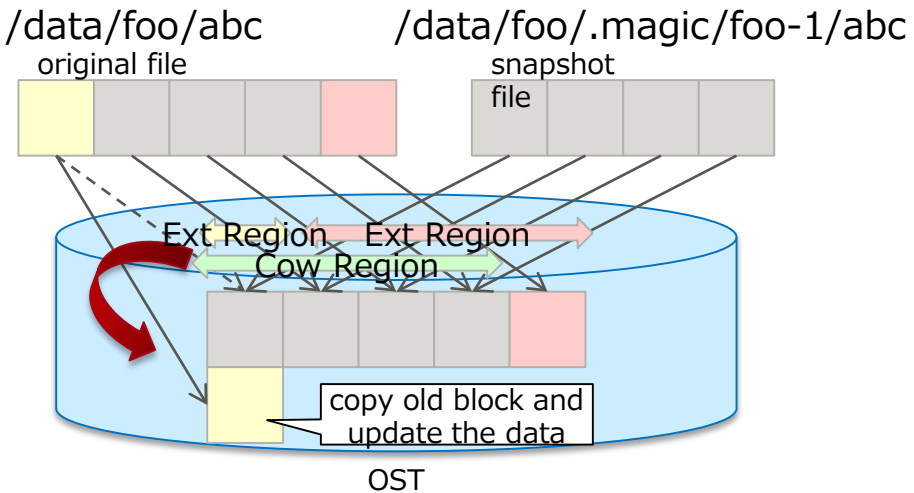 /data/foo/abc
/data/foo/.magic/foo-1/abc
original file
snapshot
file
Ext Region
Ext Region
Cow Region
copy old block and
update the data
OST